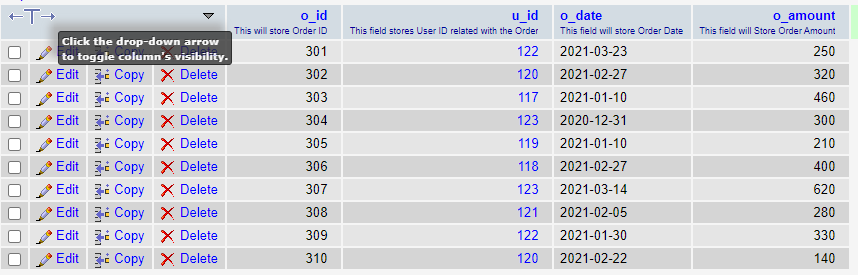 o_id u_id o_date o_amount
This will store Order ID This field stores User ID related with the Order This field will store Order Date This field will Store Order Amount
Click the drop-down arrow
to toggle column's visibility.
301 122 2021-03-23 250
Edit Copy Delete 302 120 2021-02-27 320
Edit Copy Delete 303 117 2021-01-10 460
Edit Copy Delete 304 123 2020-12-31 300
Edit Copy Delete 305 119 2021-01-10 210
Edit Copy Delete 306 118 2021-02-27 400
Edit Copy Delete 307 123 2021-03-14 620
Edit Copy Delete 308 121 2021-02-05 280
Edit Copy Delete 309 122 2021-01-30 330
Edit Copy Delete 310 120 2021-02-22 140